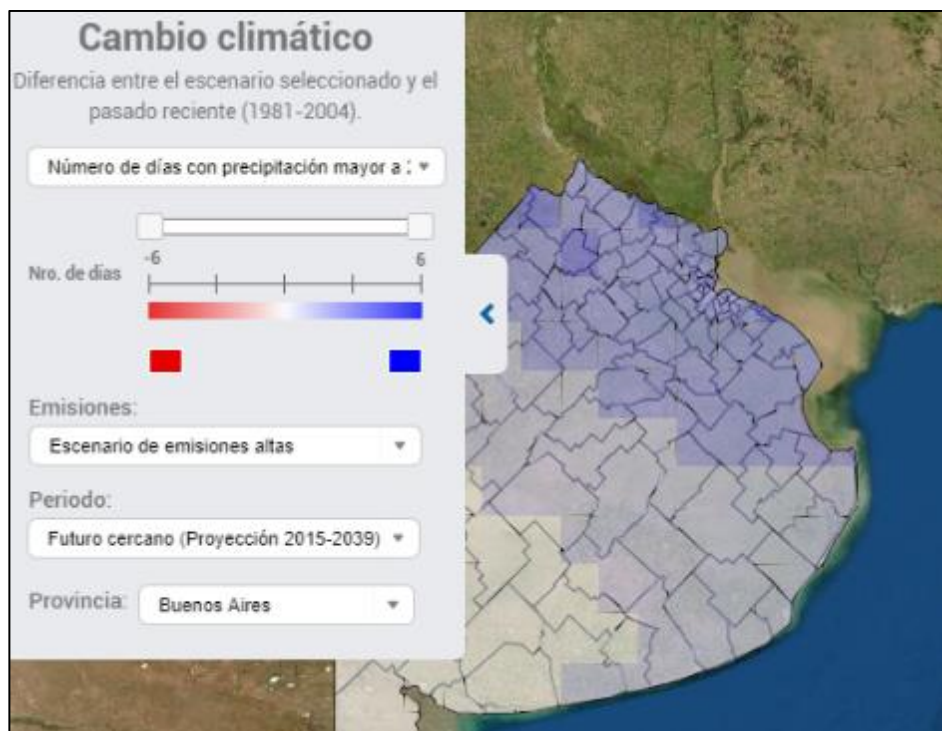 Cambio climático
Diferencia entre el escenario seleccionado y el
pasado reciente (1981-2004).
Número de días con precipitación mayor a
-6 6
Nro. de días
Emisiones:
Escenario de emisiones altas
Periodo:
Futuro cercano (Proyección 2015-2039)
Provincia: Buenos Aires